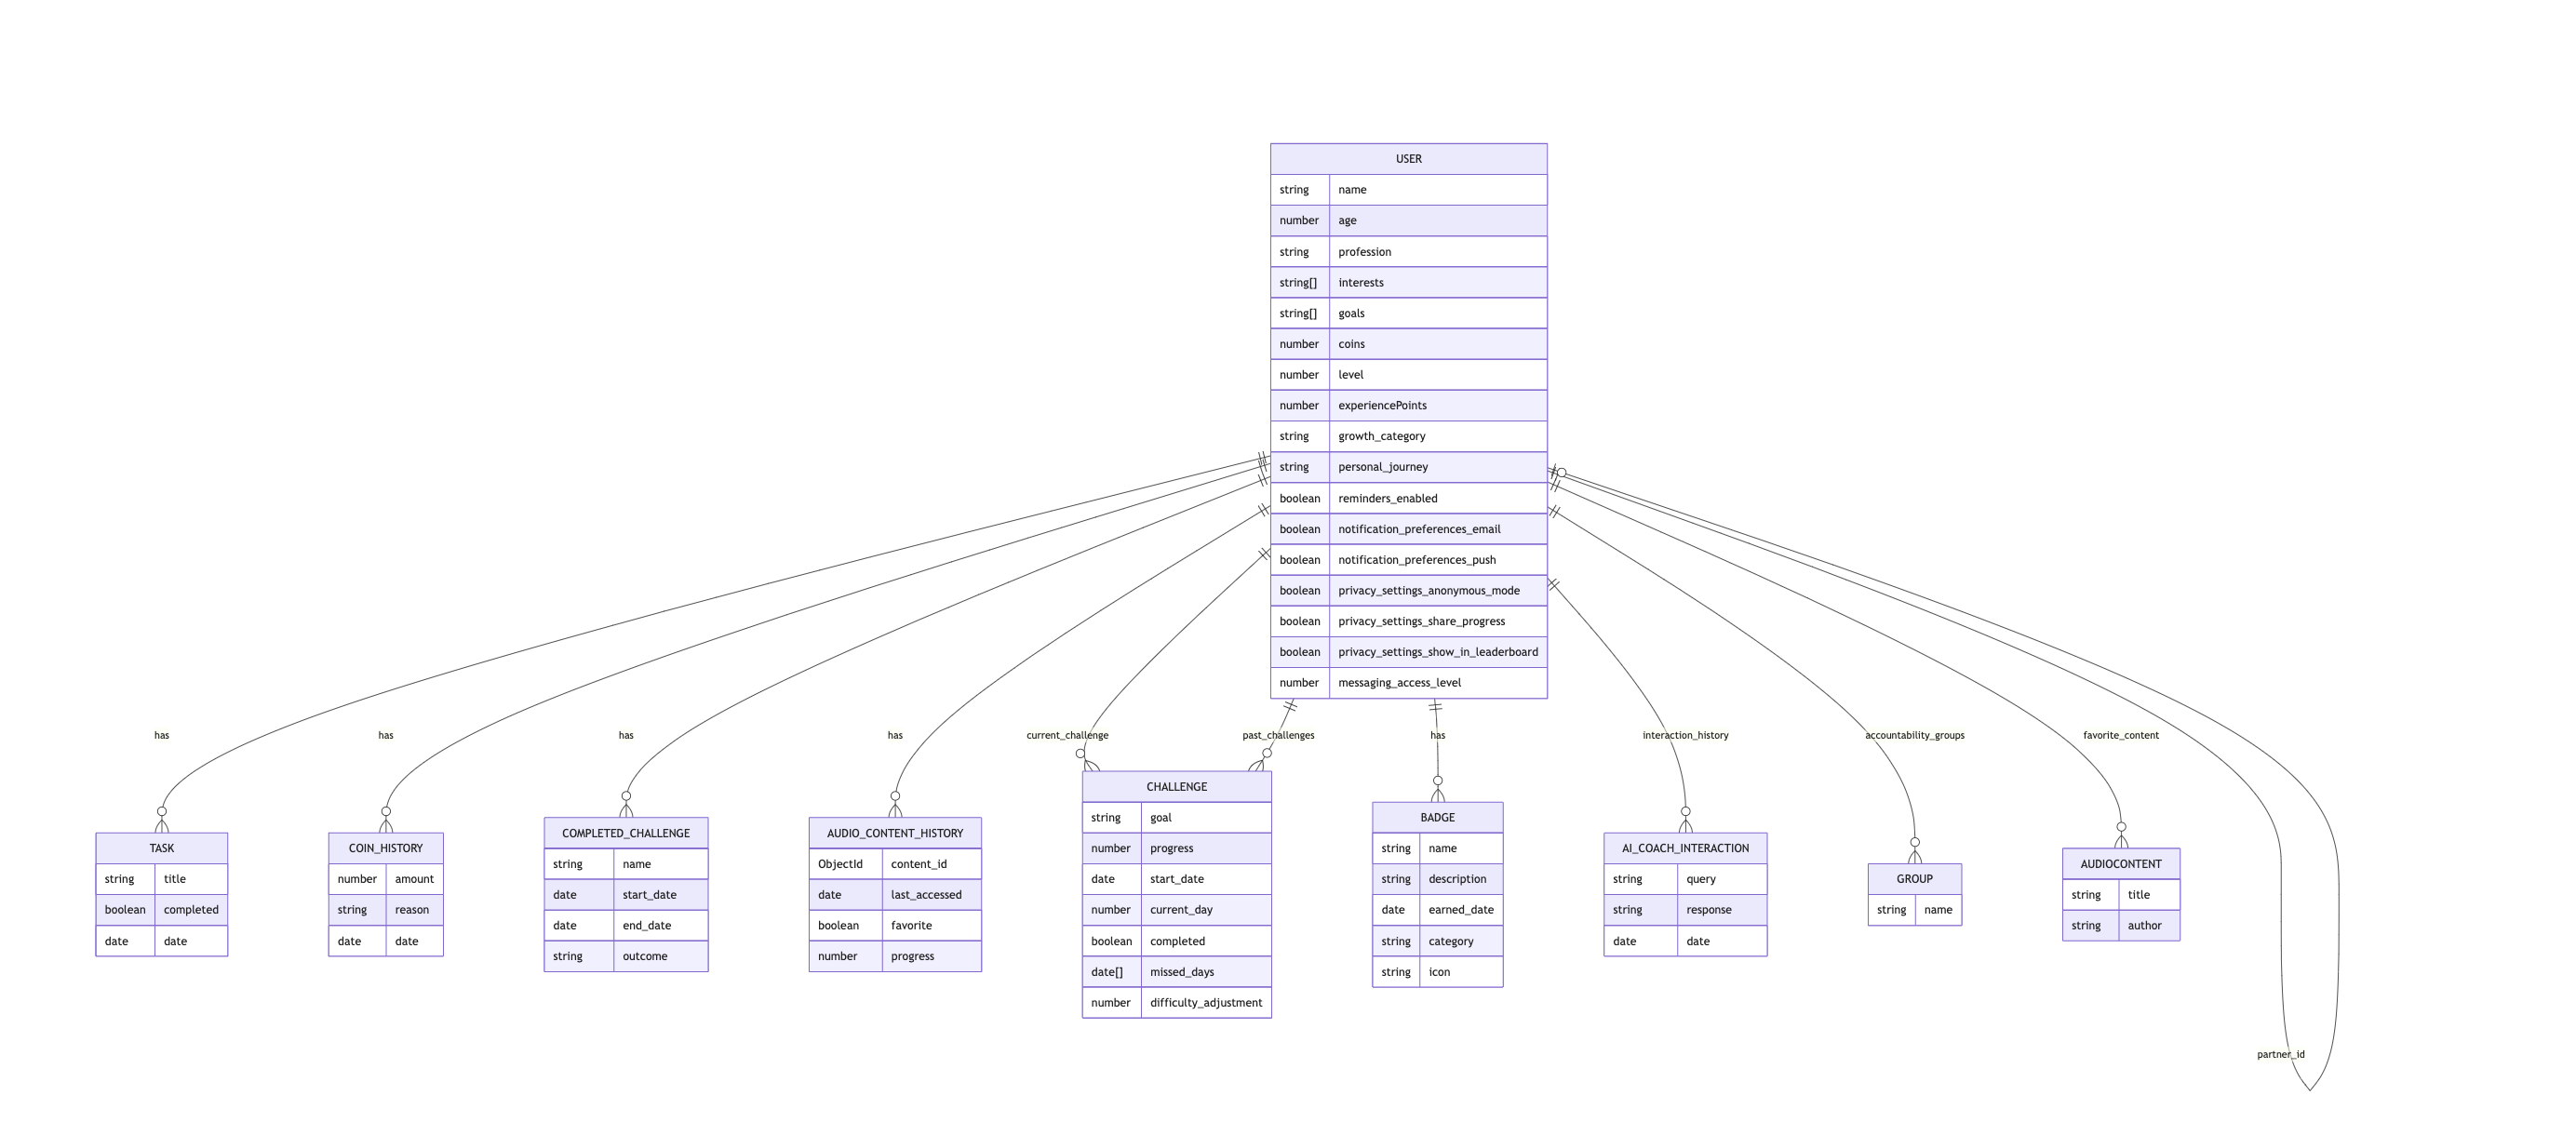 USER
string name
number age
string profession
string[] interests
string[] goals
number coins
number level
number experiencePoints
string growth_category
string personal_journey
boolean reminders_enabled
boolean notification_preferences_email
boolean notification_preferences_push
boolean privacy_settings_anonymous_mode
boolean privacy_settings_share_progress
boolean privacy_settings_show_in_leaderboard
number messaging_access_level
has
has
has
has
current_challenge
past_challenges
has
interaction_history
accountability_groups
favorite_content
TASK
string title
boolean completed
date date
COIN_HISTORY
number amount
string reason
date date
COMPLETED_CHALLENGE
string name
date start_date
date end_date
string outcome
AUDIO_CONTENT_HISTORY
ObjectId content_id
date last_accessed
boolean favorite
number progress
CHALLENGE
string goal
number progress
date start_date
number current_day
boolean completed
date[] missed_days
number difficulty_adjustment
BADGE
string name
string description
date earned_date
string category
string icon
AI_COACH_INTERACTION
string query
string response
date date
GROUP
string name
AUDIOCONTENT
string title
string author
partner_id